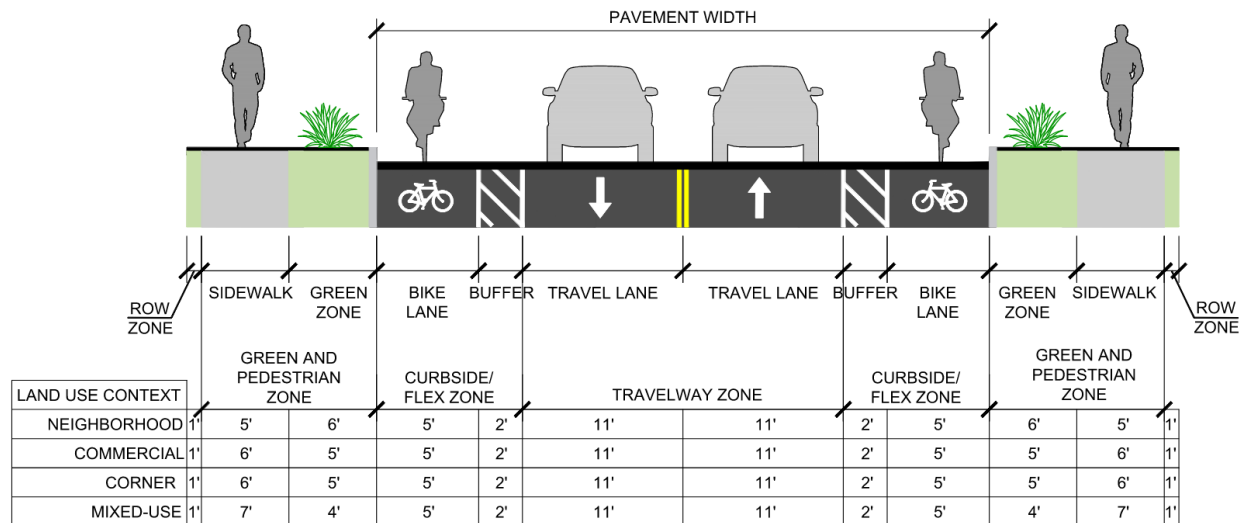 PAVEMENT WIDTH
SIDEWALK GREEN ZONE BIKE LANE BUFFER TRAVEL LANE TRAVEL LANE BUFFER BIKE LANE GREEN ZONE SIDEWALK
ROW ZONE
ROW ZONE
GREEN AND PEDESTRIAN ZONE CURBSIDE/ FLEX ZONE TRAVELWAY ZONE CURBSIDE/ FLEX ZONE GREEN AND PEDESTRIAN ZONE
LAND USE CONTEXT
NEIGHBORHOOD 1' 5' 6' 5' 2' 11' 11' 2' 5' 6' 5' 1'
COMMERCIAL 1' 6' 5' 5' 2' 11' 11' 2' 5' 5' 6' 1'
CORNER 1' 6' 5' 5' 2' 11' 11' 2' 5' 5' 6' 1'
MIXED-USE 1' 7' 4' 5' 2' 11' 11' 2' 5' 4' 7' 1'